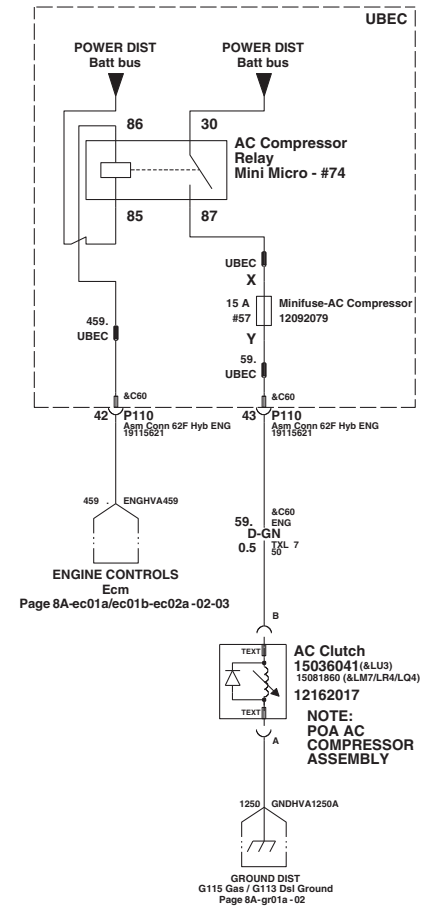 UBEC
POWER DIST
Batt bus
POWER DIST
Batt bus
86
30
AC Compressor
Relay
Mini Micro - #74
85
87
UBEC
X
15 A
#57
Minifuse-AC Compressor
12092079
Y
459.
UBEC
59.
UBEC
&C60
42 P110
Asm Conn 62F Hyb ENG
19115621
&C60
43 P110
Asm Conn 62F Hyb ENG
19115621
459 . ENGHVA459
ENGINE CONTROLS
Ecm
Page 8A-ec01a/ec01b-ec02a-02-03
59.
D-GN
0.5
&C60
ENG
TXL 7
50
B
TEXT
TEXT
AC Clutch
15036041 (&LU3)
15081860 (&LM7/LR4/LQ4)
12162017
NOTE:
POA AC
COMPRESSOR
ASSEMBLY
A
1250 GNDHVA1250A
GROUND DIST
G115 Gas / G113 Dsl Ground
Page 8A-gr01a-02